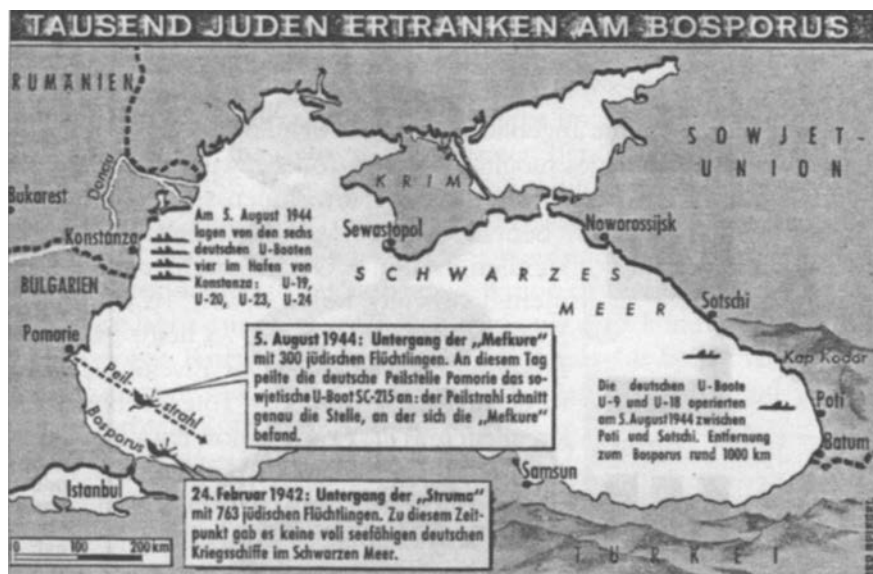 TAUSEND JUDEN ERTRANKEN AM BOSPORUS
RUMÄNIEN
SOWJET-
UNION
Donau
KRIM
Bukarest
Am 5. August 1944
lagen von den sechs
deutschen U-Booten
vier im Hafen von
Konstanza: U-19,
U-20, U-23, U-24
Sewastopol
Noworossijsk
Konstanza
BULGARIEN
SCHWARZES
MEER
Sotschi
Pomorie
5. August 1944: Untergang der „Mefkure“
mit 300 jüdischen Flüchtlingen. An diesem Tag
peilte die deutsche Peilstelle Pomorie das so-
wjetische U-Boot SC-215 an: der Peilstrahl schnitt
genau die Stelle, an der sich die „Mefkure“
befand.
Kap Kodor
Peil-
strahl
Die deutschen U-Boote
U-9 und U-18 operierten
am 5. August 1944 zwischen
Poti und Sotschi. Entfernung
zum Bosporus rund 1000 km
Poti
Bosporus
Batum
Istanbul
Samsun
24. Februar 1942: Untergang der „Struma“
mit 763 jüdischen Flüchtlingen. Zu diesem Zeit-
punkt gab es keine voll seefähigen deutschen
Kriegsschiffe im Schwarzen Meer.
0 100 200 km
TÜRKEI